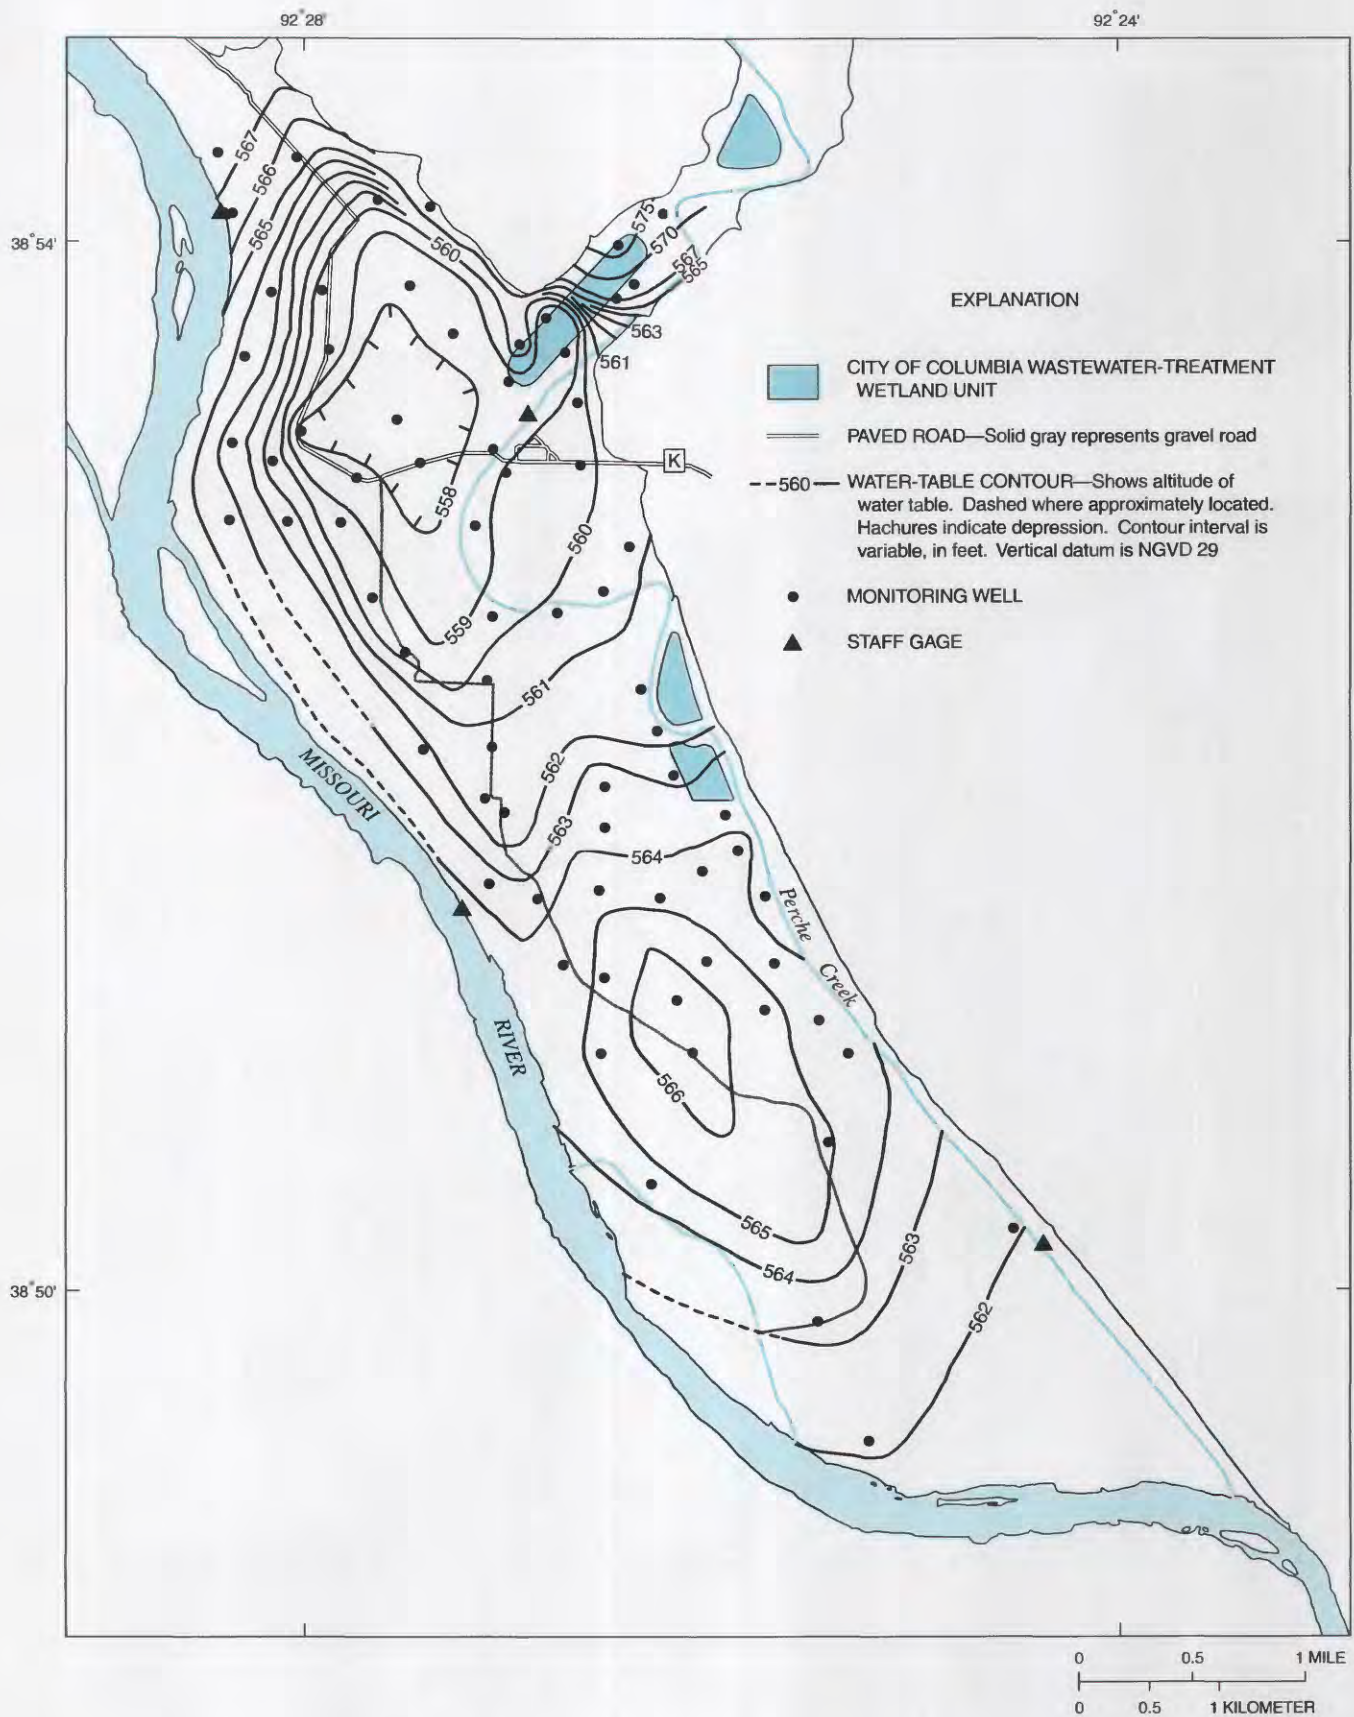 92°28'
92°24'
567
566
565
38°54'
560
575
570
567
565
563
561
EXPLANATION
CITY OF COLUMBIA WASTEWATER-TREATMENT
WETLAND UNIT
PAVED ROAD—Solid gray represents gravel road
K
560
WATER-TABLE CONTOUR—Shows altitude of
water table. Dashed where approximately located.
Hachures indicate depression. Contour interval is
variable, in feet. Vertical datum is NGVD 29
MONITORING WELL
STAFF GAGE
558
560
559
561
562
563
564
MISSOURI
RIVER
Perche
Creek
566
565
564
563
562
38°50'
0 0.5 1 MILE
0 0.5 1 KILOMETER